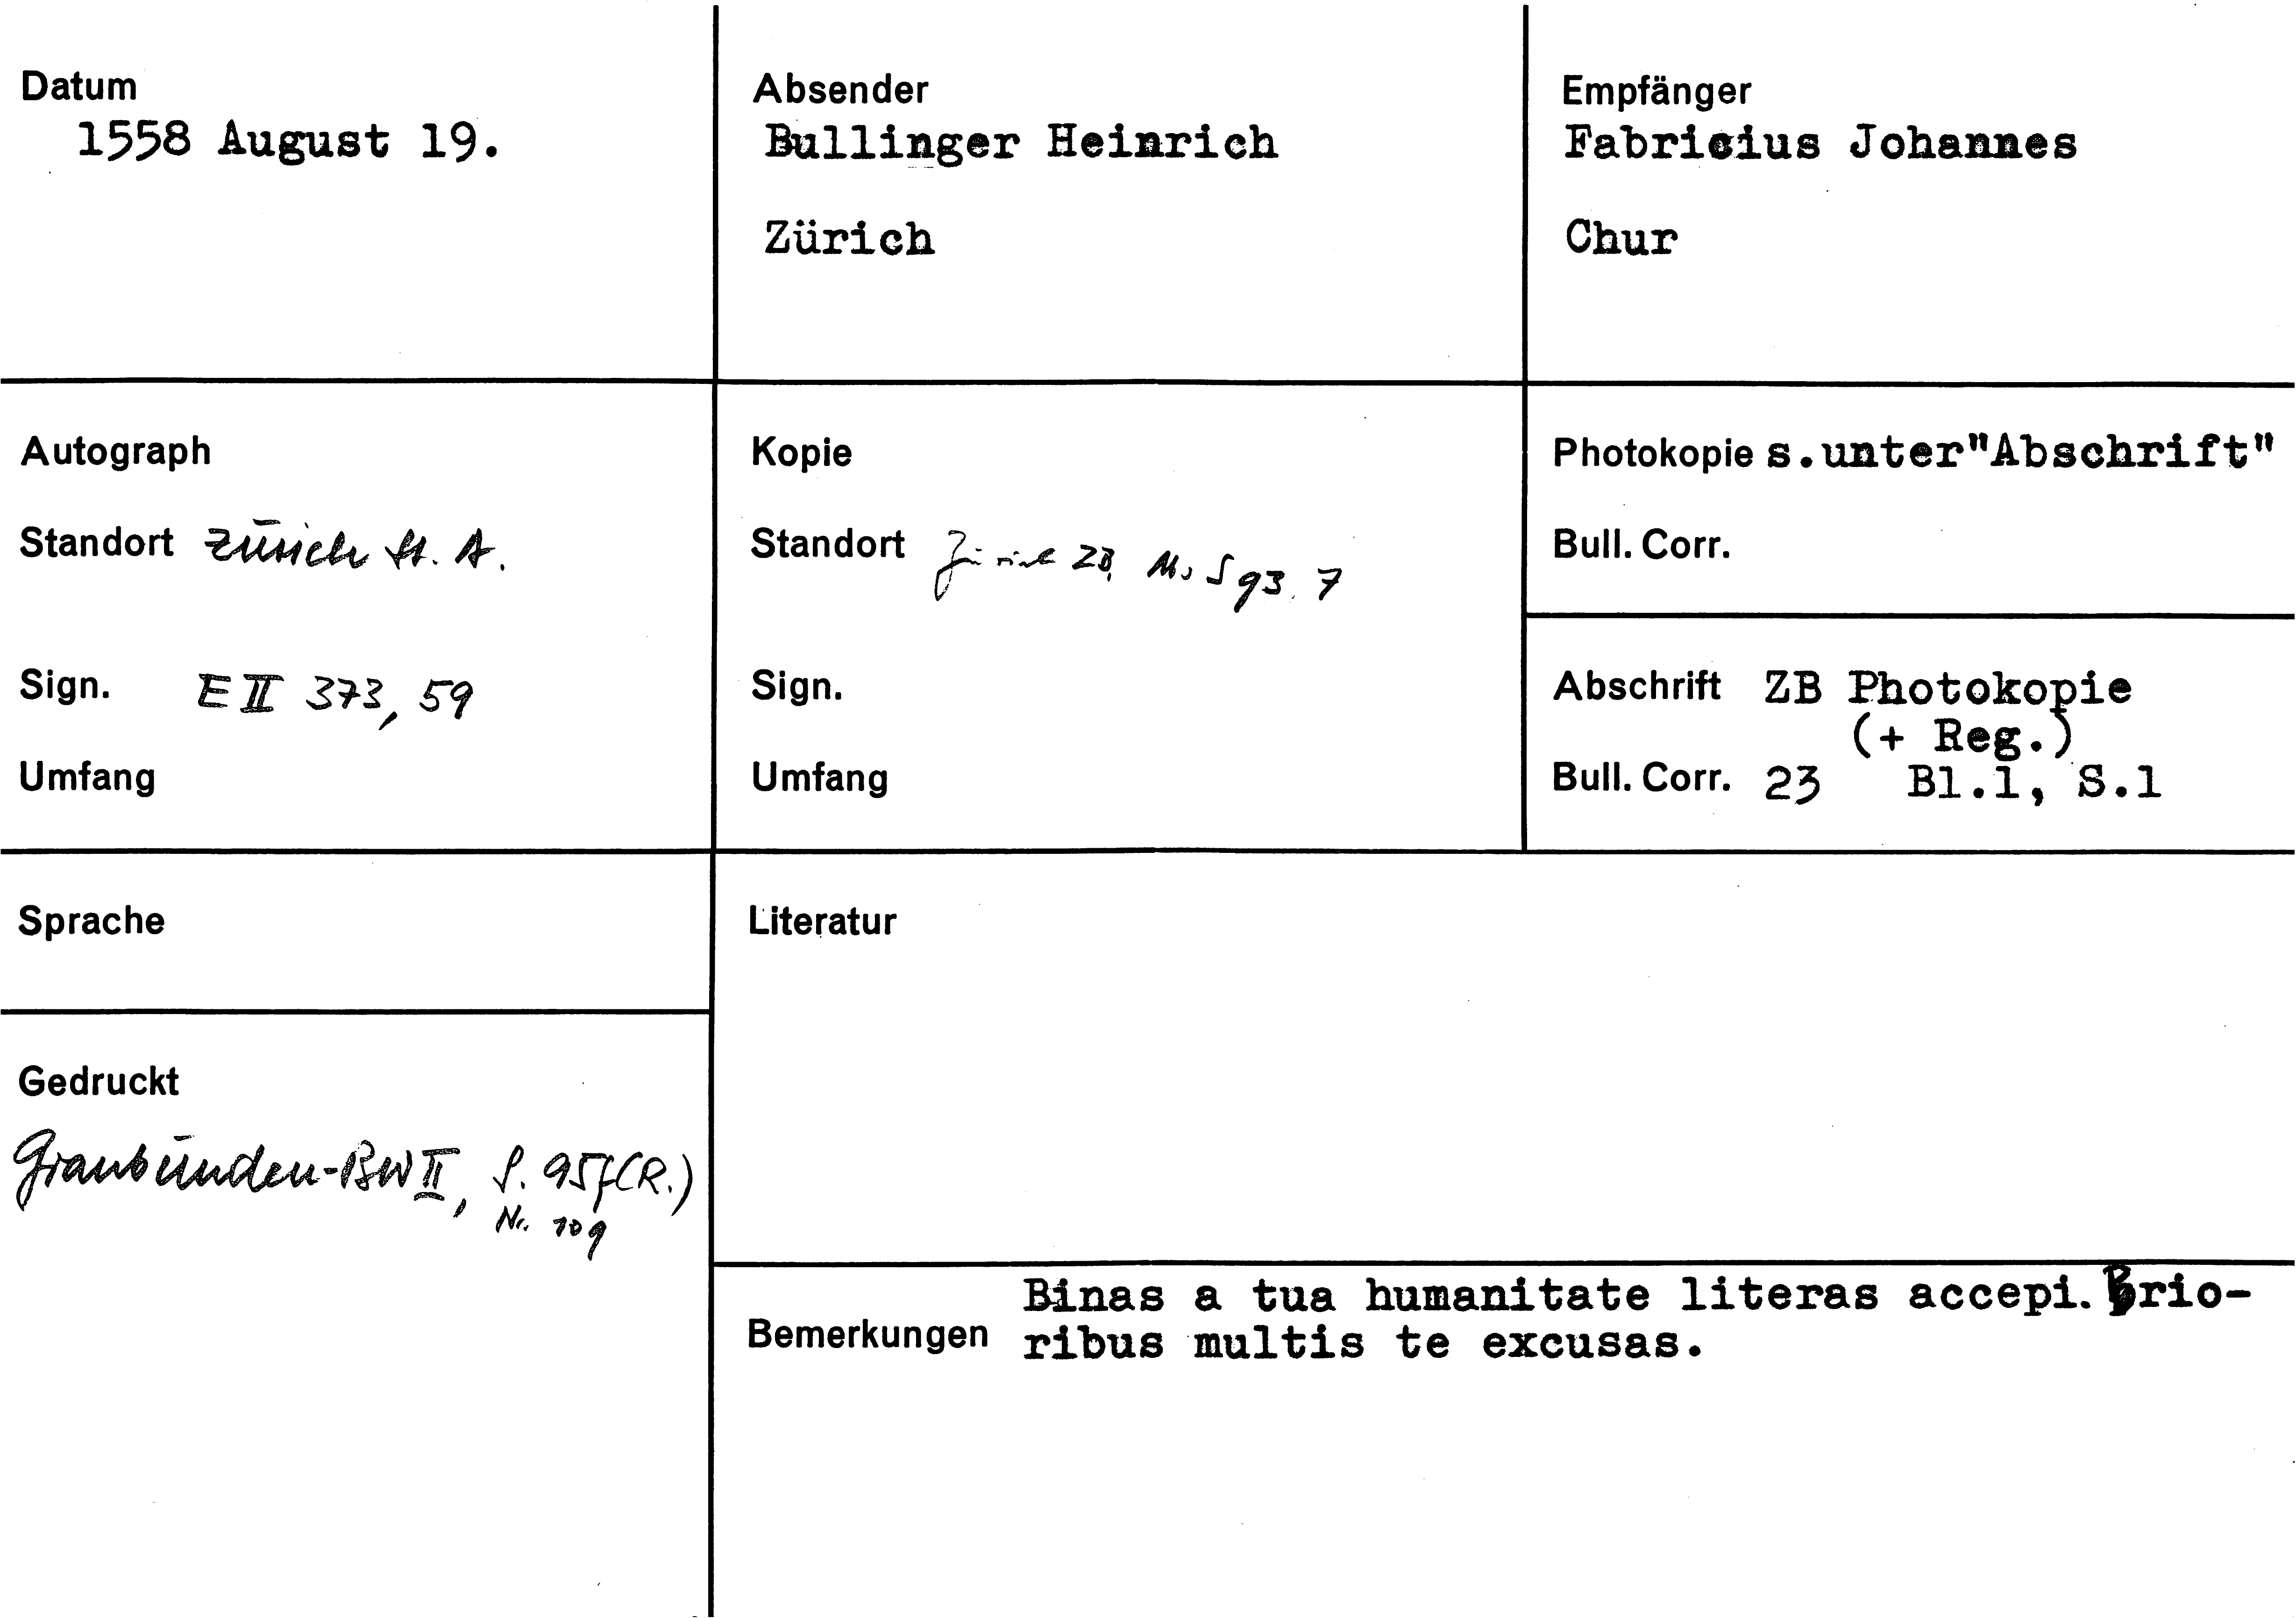 Datum
1558 August 19.
Absender
Bullinger Heinrich
Zürich
Empfänger
Fabricius Johannes
Chur
Autograph
Standort Zürich St. A.
Sign. E II 373, 59
Umfang
Kopie
Standort Zürich ZB, Ms S 93, 7
Sign.
Umfang
Photokopie s.unter"Abschrift"
Bull. Corr.
Abschrift ZB Photokopie
(+ Reg.)
Bull. Corr. 23 Bl.1, S.1
Sprache
Gedruckt
Graubünden-BW II, S. 95f(R.)
Nr. 109
Literatur
Bemerkungen
Binas a tua humanitate literas accepi. Prio-
ribus multis te excusas.